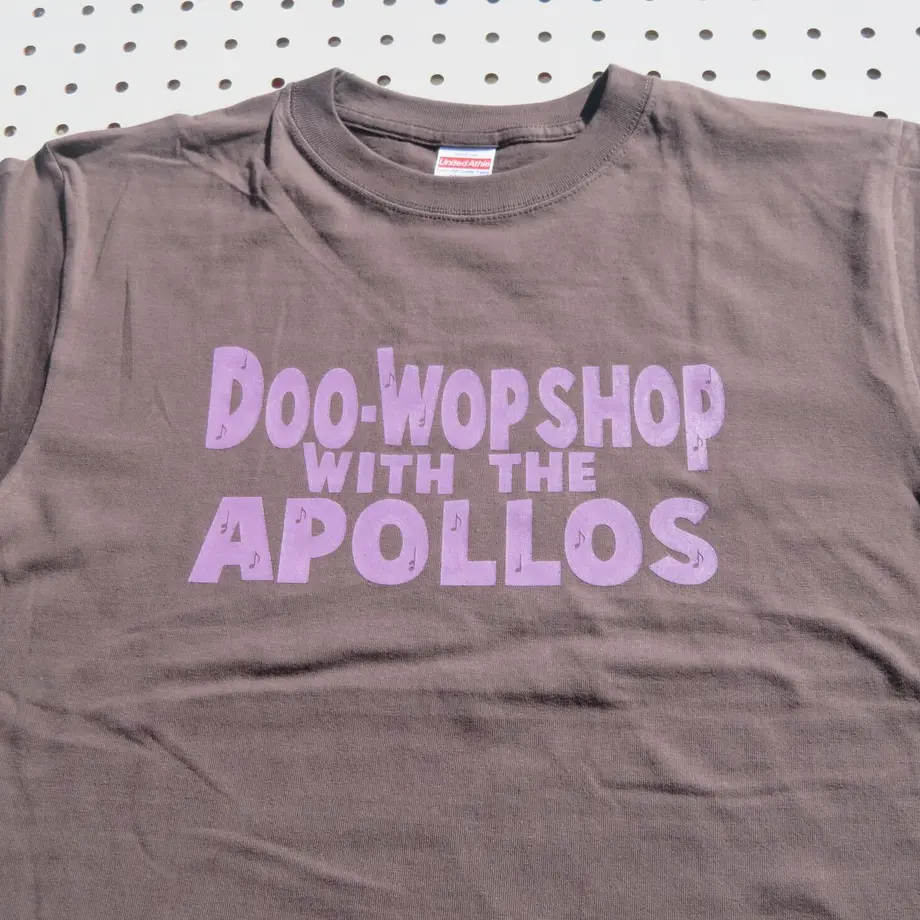 United Athle
DOO-WOPSHOP
WITH THE
APOLLOS